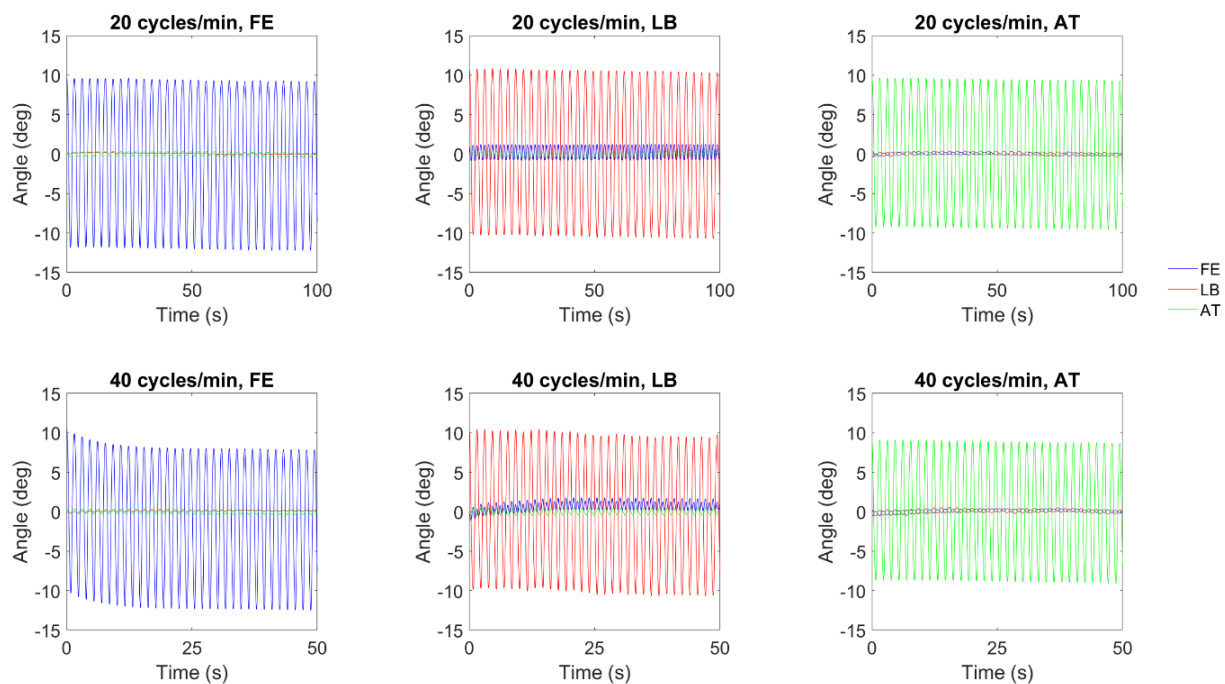 20 cycles/min, FE
15
10
5
0
-5
-10
-15
Angle (deg)
0
50
100
Time (s)
20 cycles/min, LB
15
10
5
0
-5
-10
-15
Angle (deg)
0
50
100
Time (s)
20 cycles/min, AT
15
10
5
0
-5
-10
-15
Angle (deg)
0
50
100
Time (s)
FE
LB
AT
40 cycles/min, FE
15
10
5
0
-5
-10
-15
Angle (deg)
0
25
50
Time (s)
40 cycles/min, LB
15
10
5
0
-5
-10
-15
Angle (deg)
0
25
50
Time (s)
40 cycles/min, AT
15
10
5
0
-5
-10
-15
Angle (deg)
0
25
50
Time (s)